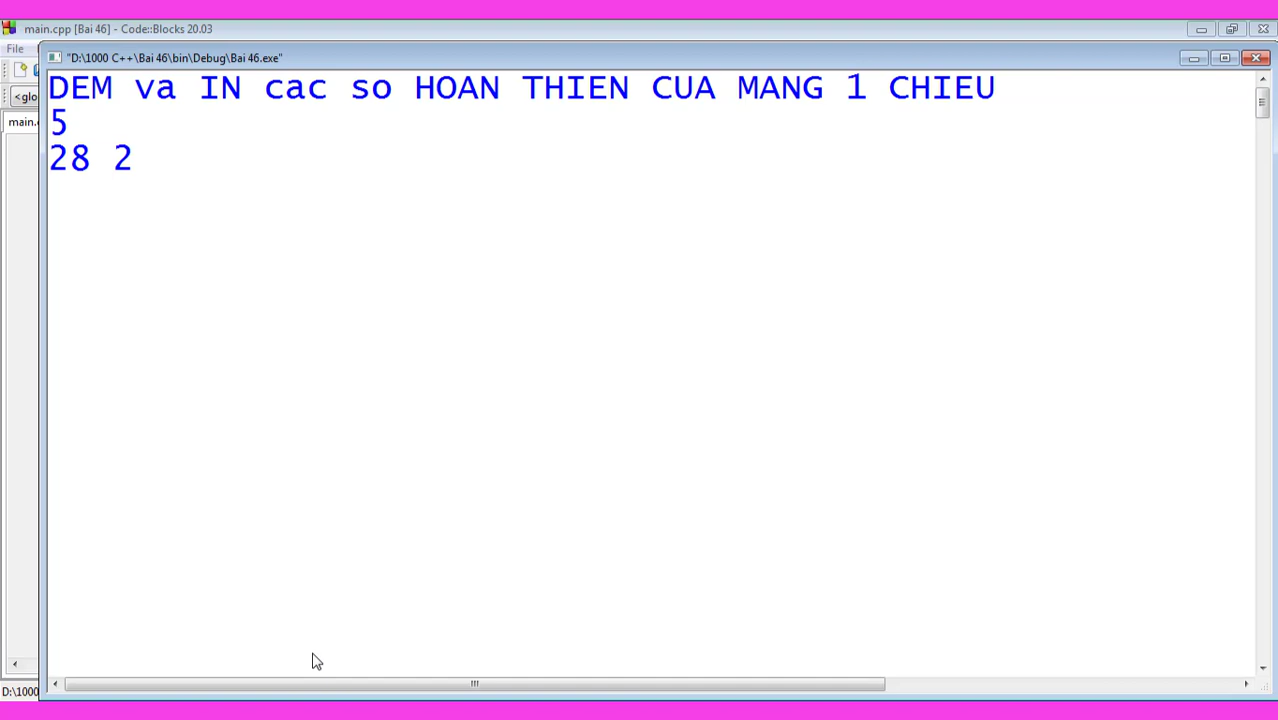 main.cpp [Bai 46] - Code::Blocks 20.03
File
"D:\1000 C++\Bai 46\bin\Debug\Bai 46.exe"
<glo
main.
DEM va IN cac so HOAN THIEN CUA MANG 1 CHIEU
5
28 2
D:\1000